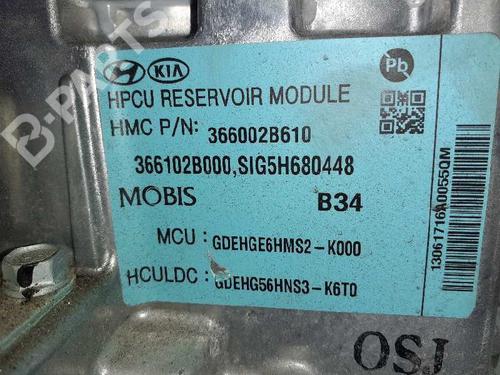 B-PARTS
KIA
Pb
HPCU RESERVOIR MODULE
HMC P/N: 366002B610
366102B000,SIG5H680448
MOBIS B34
MCU: GDEHGE6HMS2-K000
HCULDC: GDEHG56HNS3-K6T0
13061716A00550QM
OSJ